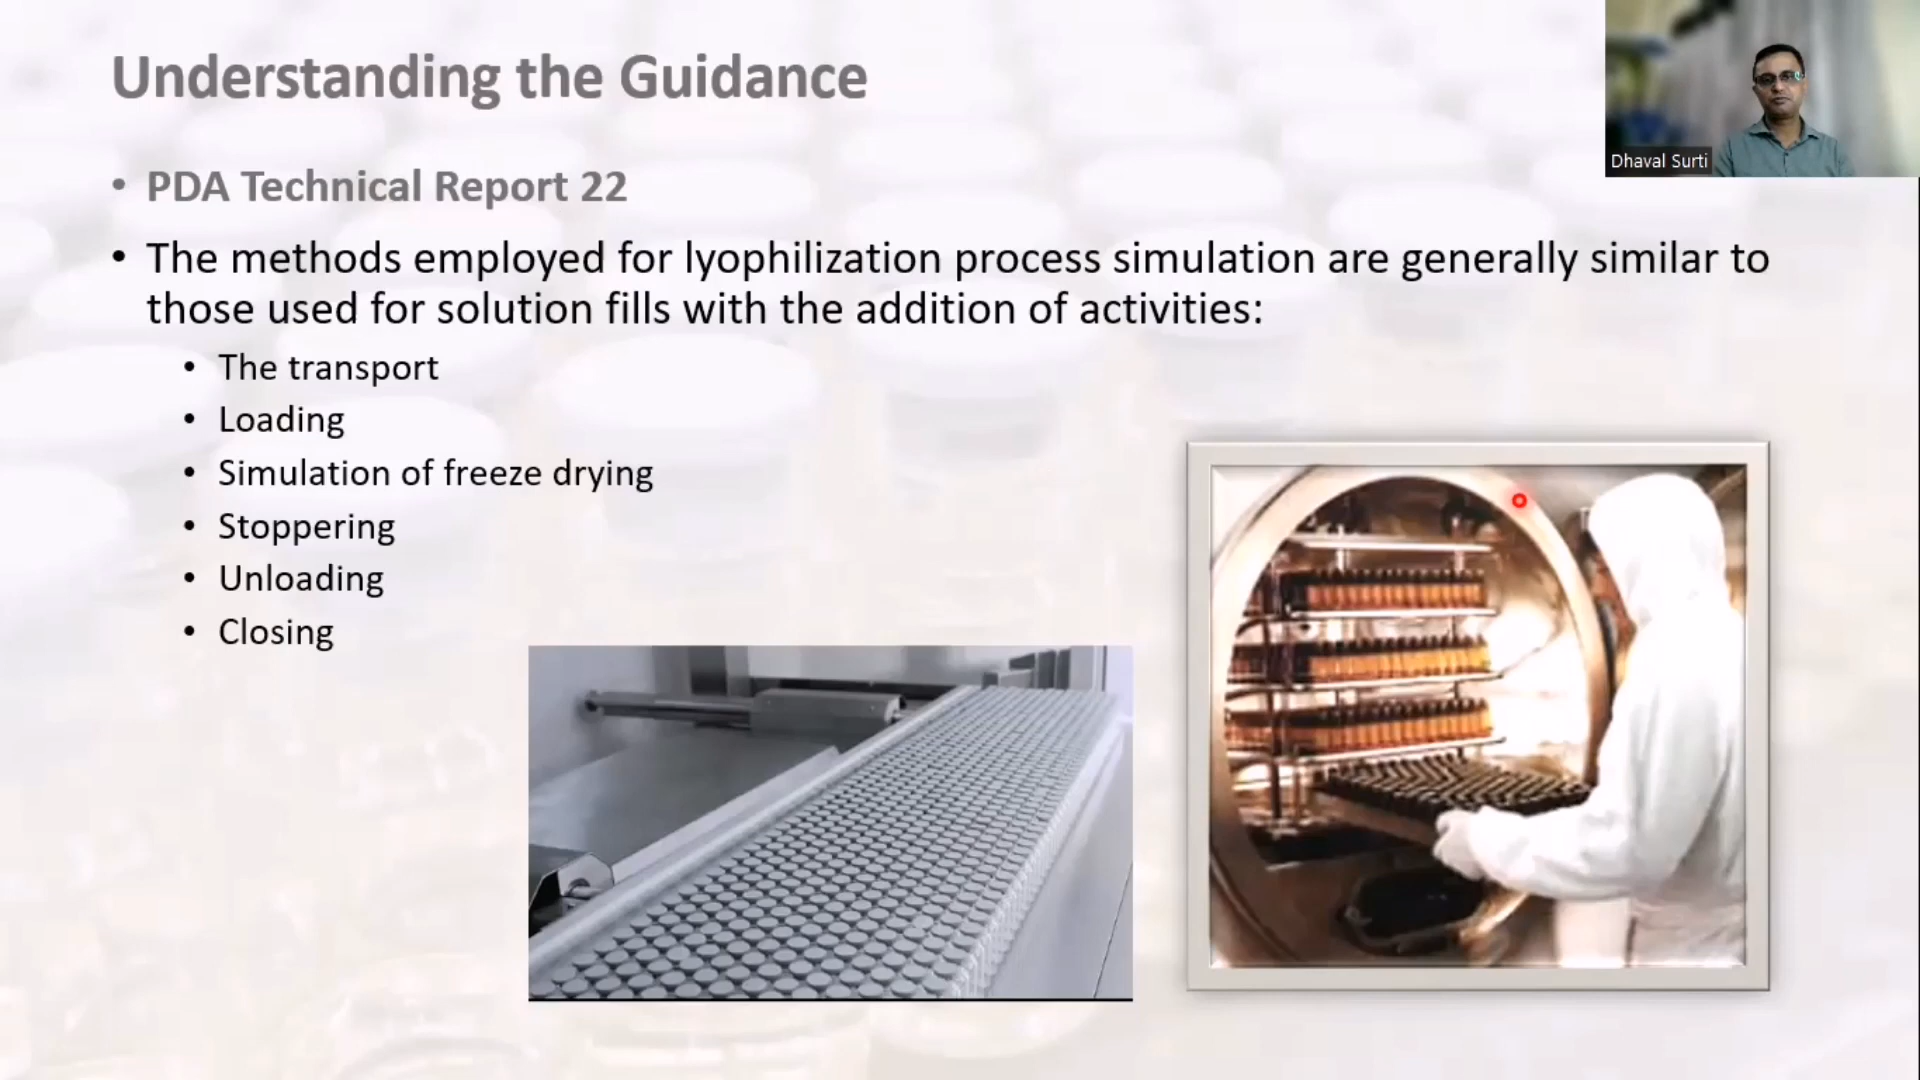 Understanding the Guidance
Dhaval Surti
• PDA Technical Report 22
• The methods employed for lyophilization process simulation are generally similar to
those used for solution fills with the addition of activities:
• The transport
• Loading
• Simulation of freeze drying
• Stoppering
• Unloading
• Closing